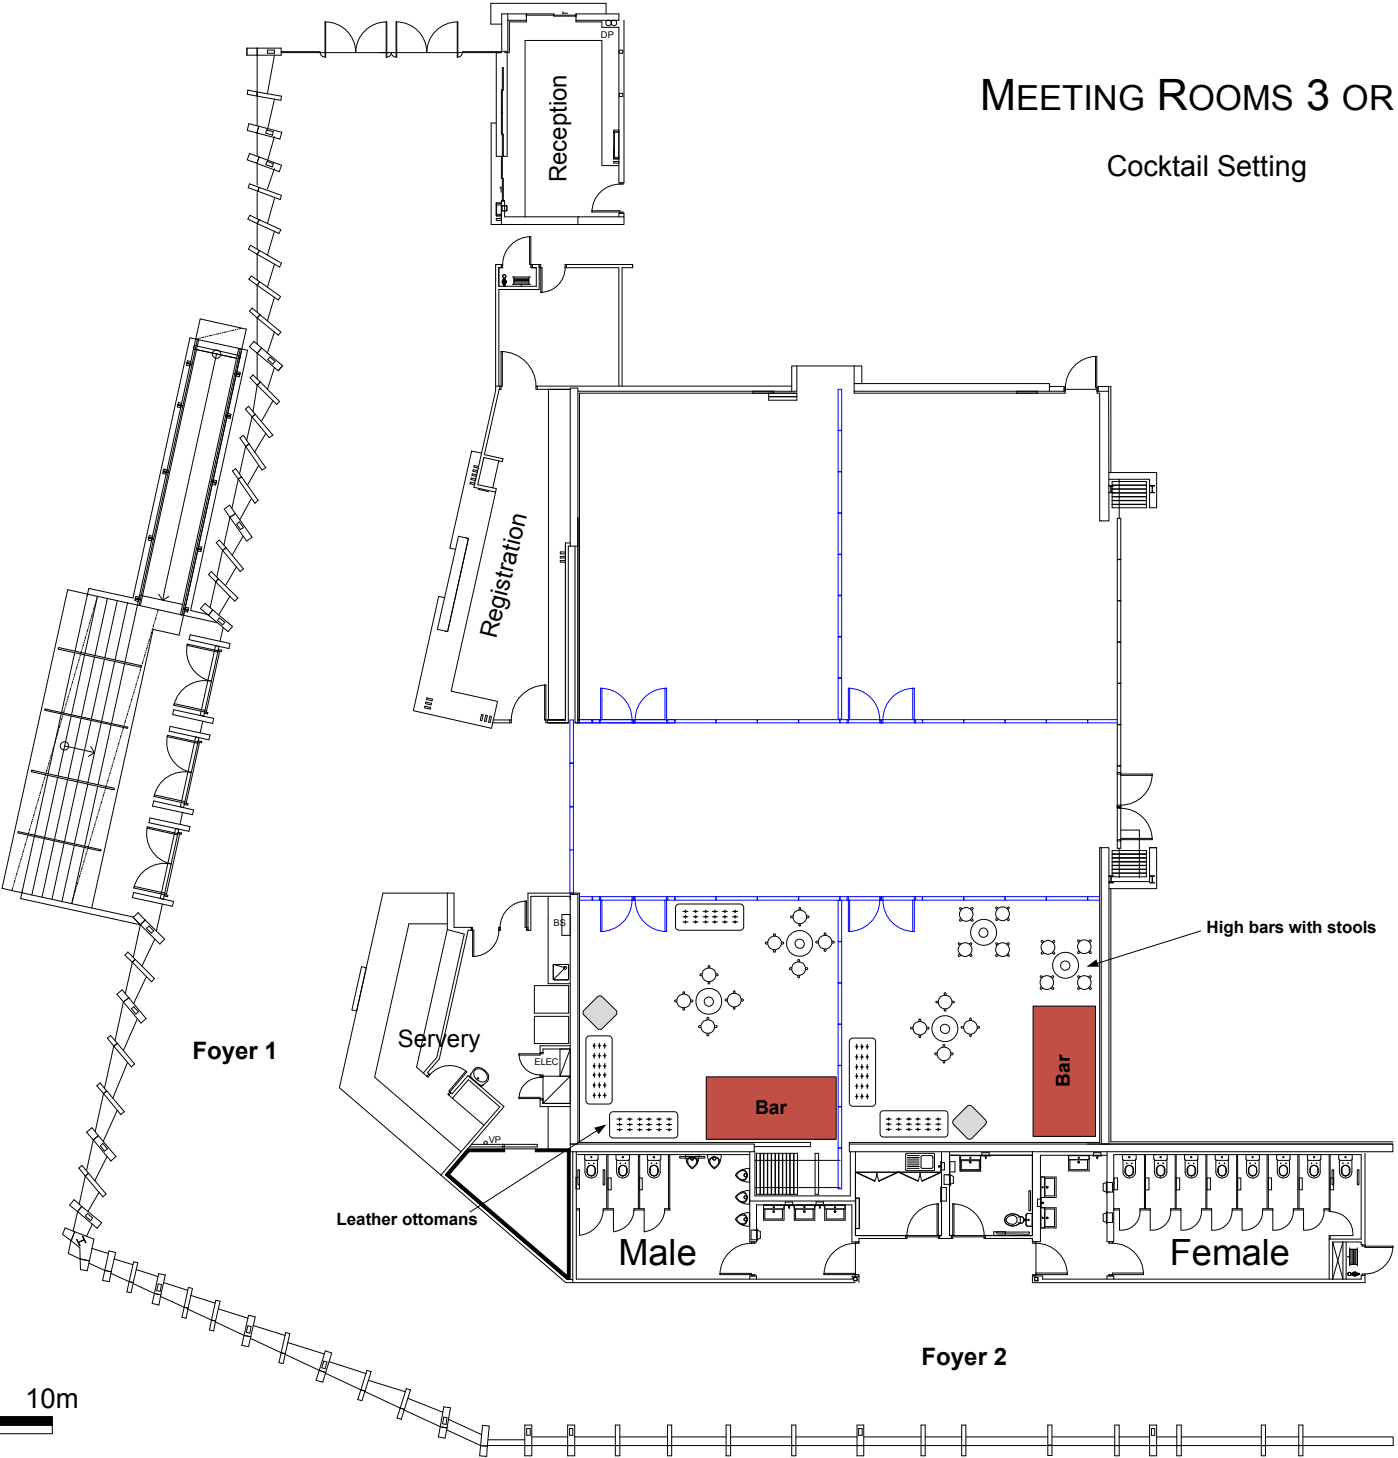 DP
MEETING ROOMS 3 OR
Cocktail Setting
Reception
Registration
BS
High bars with stools
Servery
Foyer 1
ELEC
Bar
Bar
VP
Leather ottomans
Male
Female
Foyer 2
10m